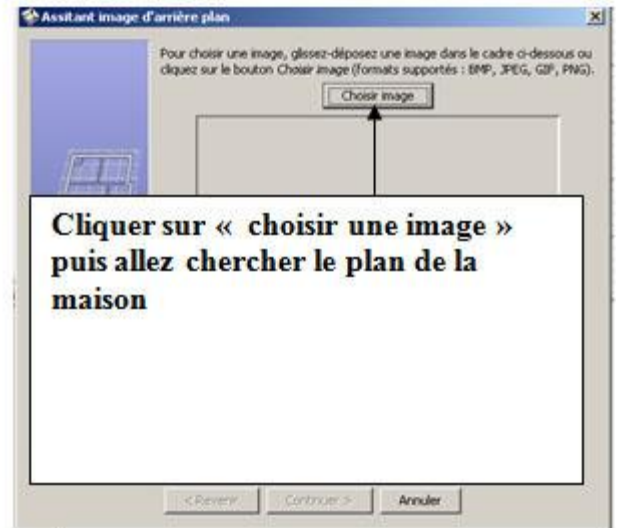 Assitant image d'arrière plan
Pour choisir une image, glissez-déposez une image dans le cadre ci-dessous ou
cliquez sur le bouton Choisir image (formats supportés : BMP, JPEG, GIF, PNG).
Choisir image
Cliquer sur « choisir une image »
puis allez chercher le plan de la
maison
< Revenir
Continuer >
Annuler